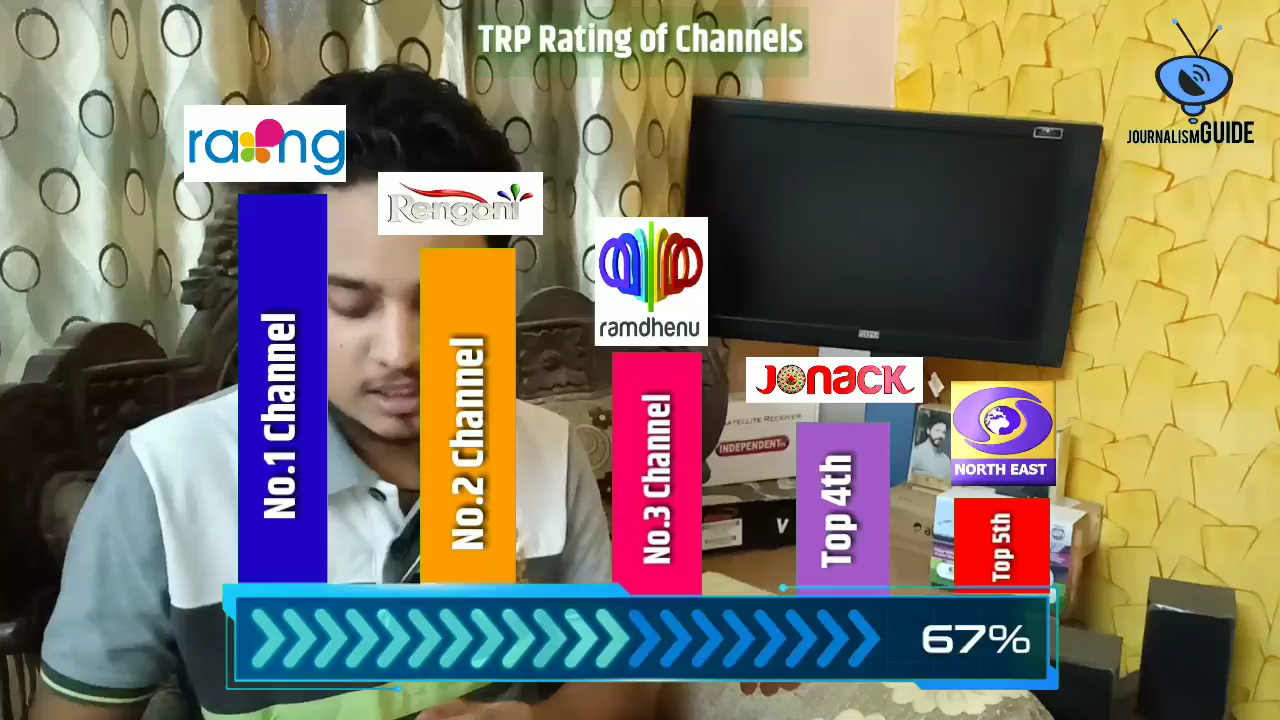 TRP Rating of Channels
JOURNALISMGUIDE
raang
Rengoni
ramdhenu
JONACK
NORTH EAST
No.1 Channel
No.2 Channel
No.3 Channel
Top 4th
Top 5th
SATELLITE RECEIVER
INDEPENDENT
V
67%